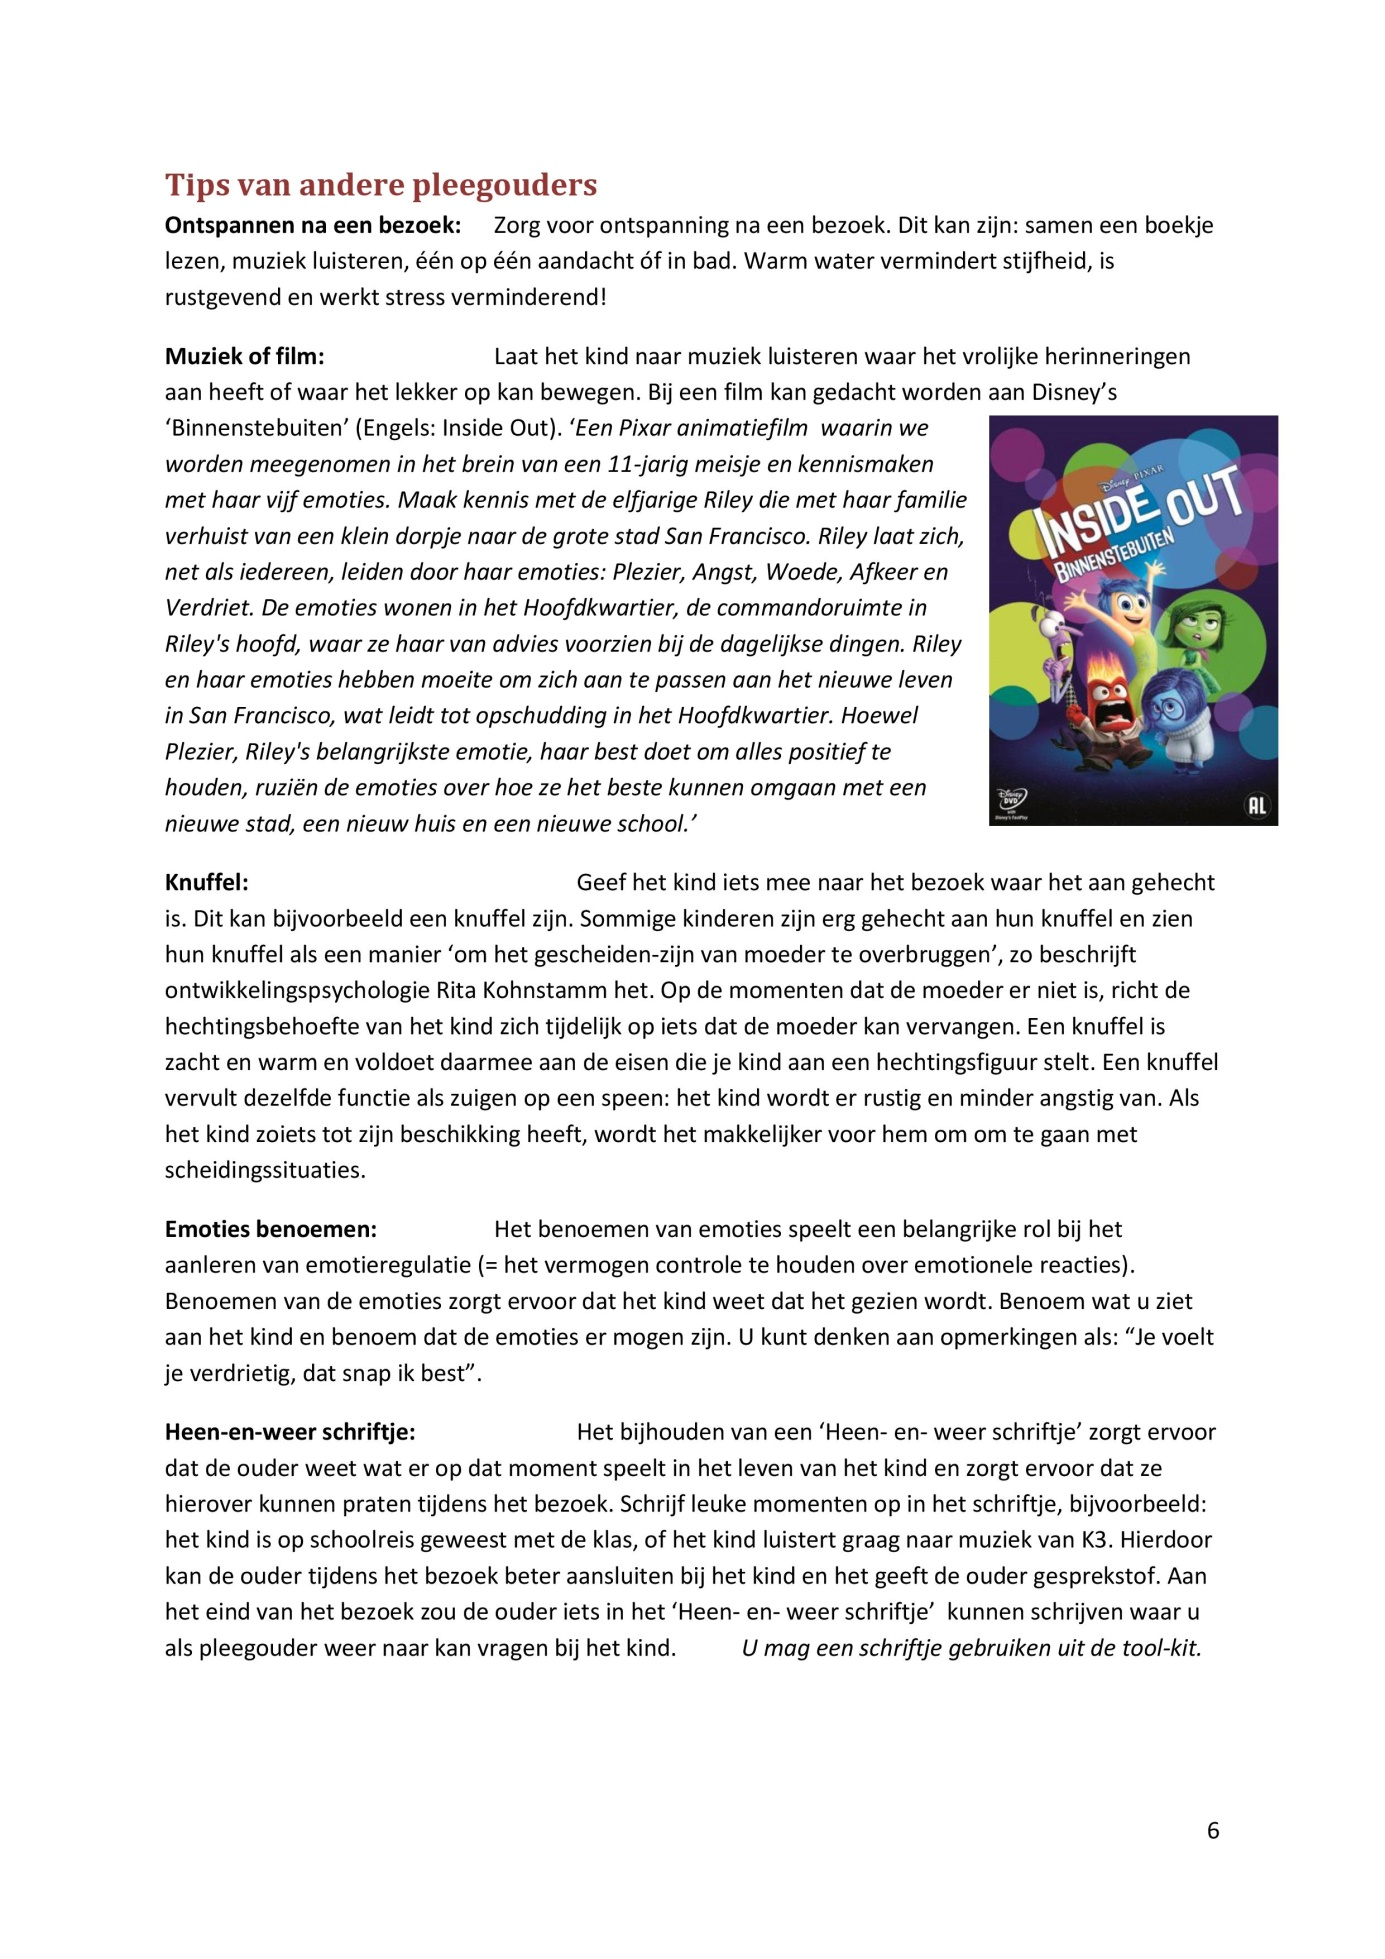 Tips van andere pleegouders
Ontspannen na een bezoek: Zorg voor ontspanning na een bezoek. Dit kan zijn: samen een boekje
lezen, muziek luisteren, één op één aandacht óf in bad. Warm water vermindert stijfheid, is
rustgevend en werkt stress verminderend!
Muziek of film: Laat het kind naar muziek luisteren waar het vrolijke herinneringen
aan heeft of waar het lekker op kan bewegen. Bij een film kan gedacht worden aan Disney’s
‘Binnenstebuiten’ (Engels: Inside Out). ‘Een Pixar animatiefilm waarin we
worden meegenomen in het brein van een 11-jarig meisje en kennismaken
met haar vijf emoties. Maak kennis met de elfjarige Riley die met haar familie
verhuist van een klein dorpje naar de grote stad San Francisco. Riley laat zich,
net als iedereen, leiden door haar emoties: Plezier, Angst, Woede, Afkeer en
Verdriet. De emoties wonen in het Hoofdkwartier, de commandoruimte in
Riley's hoofd, waar ze haar van advies voorzien bij de dagelijkse dingen. Riley
en haar emoties hebben moeite om zich aan te passen aan het nieuwe leven
in San Francisco, wat leidt tot opschudding in het Hoofdkwartier. Hoewel
Plezier, Riley's belangrijkste emotie, haar best doet om alles positief te
houden, ruziën de emoties over hoe ze het beste kunnen omgaan met een
nieuwe stad, een nieuw huis en een nieuwe school.’
Disney PIXAR
INSIDE OUT
BINNENSTEBUITEN
Disney
DVD
with
Disney's FastPlay
AL
Knuffel: Geef het kind iets mee naar het bezoek waar het aan gehecht
is. Dit kan bijvoorbeeld een knuffel zijn. Sommige kinderen zijn erg gehecht aan hun knuffel en zien
hun knuffel als een manier ‘om het gescheiden-zijn van moeder te overbruggen’, zo beschrijft
ontwikkelingspsychologie Rita Kohnstamm het. Op de momenten dat de moeder er niet is, richt de
hechtingsbehoefte van het kind zich tijdelijk op iets dat de moeder kan vervangen. Een knuffel is
zacht en warm en voldoet daarmee aan de eisen die je kind aan een hechtingsfiguur stelt. Een knuffel
vervult dezelfde functie als zuigen op een speen: het kind wordt er rustig en minder angstig van. Als
het kind zoiets tot zijn beschikking heeft, wordt het makkelijker voor hem om om te gaan met
scheidingssituaties.
Emoties benoemen: Het benoemen van emoties speelt een belangrijke rol bij het
aanleren van emotieregulatie (= het vermogen controle te houden over emotionele reacties).
Benoemen van de emoties zorgt ervoor dat het kind weet dat het gezien wordt. Benoem wat u ziet
aan het kind en benoem dat de emoties er mogen zijn. U kunt denken aan opmerkingen als: “Je voelt
je verdrietig, dat snap ik best”.
Heen-en-weer schriftje: Het bijhouden van een ‘Heen- en- weer schriftje’ zorgt ervoor
dat de ouder weet wat er op dat moment speelt in het leven van het kind en zorgt ervoor dat ze
hierover kunnen praten tijdens het bezoek. Schrijf leuke momenten op in het schriftje, bijvoorbeeld:
het kind is op schoolreis geweest met de klas, of het kind luistert graag naar muziek van K3. Hierdoor
kan de ouder tijdens het bezoek beter aansluiten bij het kind en het geeft de ouder gesprekstof. Aan
het eind van het bezoek zou de ouder iets in het ‘Heen- en- weer schriftje’ kunnen schrijven waar u
als pleegouder weer naar kan vragen bij het kind. U mag een schriftje gebruiken uit de tool-kit.
6